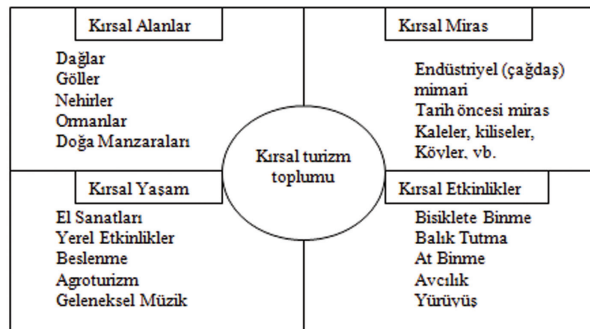 Kırsal Alanlar
Dağlar
Göller
Nehirler
Ormanlar
Doğa Manzaraları
Kırsal Miras
Endüstriyel (çağdaş)
mimari
Tarih öncesi miras
Kaleler, kiliseler,
Köyler, vb.
Kırsal turizm
toplumu
Kırsal Yaşam
El Sanatları
Yerel Etkinlikler
Beslenme
Agroturizm
Geleneksel Müzik
Kırsal Etkinlikler
Bisiklete Binme
Balık Tutma
At Binme
Avcılık
Yürüyüş